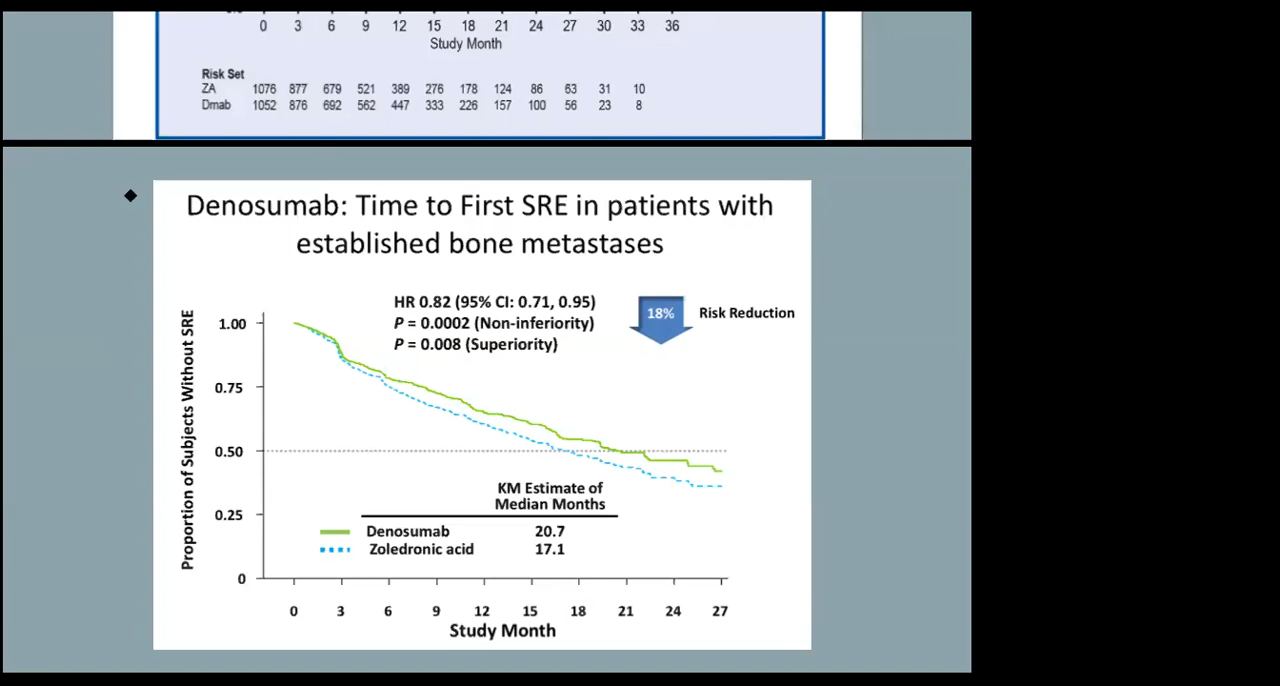 0 3 6 9 12 15 18 21 24 27 30 33 36
Study Month
Risk Set
ZA 1076 877 679 521 389 276 178 124 86 63 31 10
Dmab 1052 876 692 562 447 333 226 157 100 56 23 8
Denosumab: Time to First SRE in patients with
established bone metastases
HR 0.82 (95% CI: 0.71, 0.95)
P = 0.0002 (Non-inferiority)
P = 0.008 (Superiority)
18% Risk Reduction
Proportion of Subjects Without SRE
1.00
0.75
0.50
0.25
0
KM Estimate of
Median Months
Denosumab 20.7
Zoledronic acid 17.1
0 3 6 9 12 15 18 21 24 27
Study Month